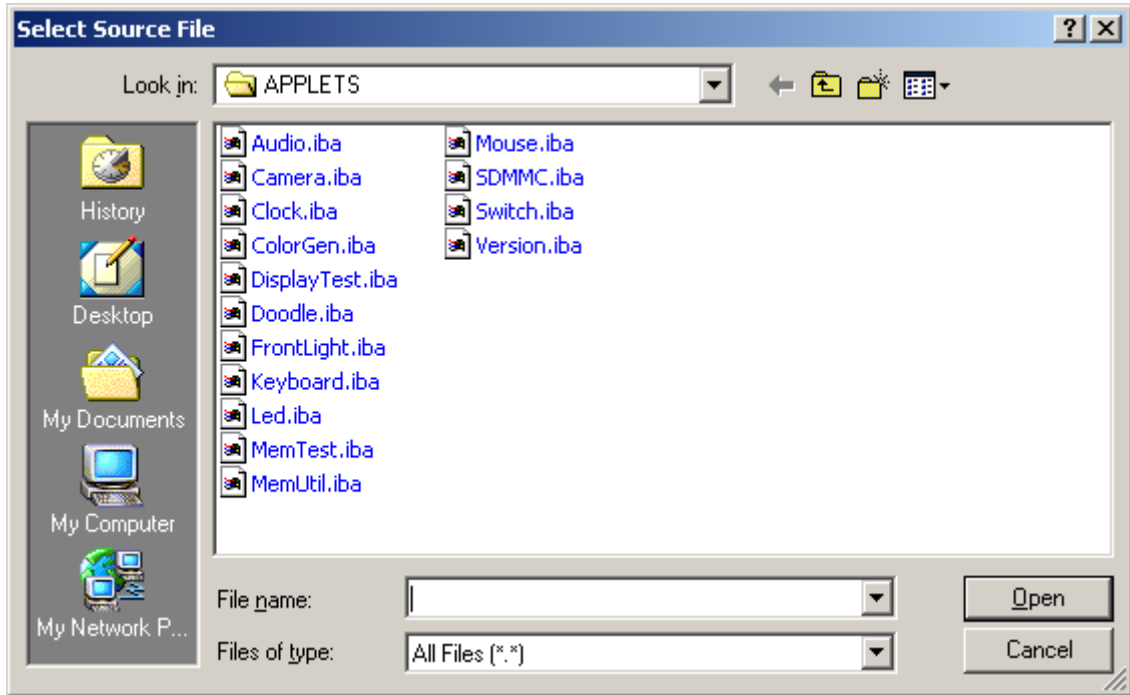 Select Source File
Look in: APPLETS
History
Desktop
My Documents
My Computer
My Network P...
Audio.iba
Camera.iba
Clock.iba
ColorGen.iba
DisplayTest.iba
Doodle.iba
FrontLight.iba
Keyboard.iba
Led.iba
MemTest.iba
MemUtil.iba
Mouse.iba
SDMMC.iba
Switch.iba
Version.iba
File name:
Open
Files of type: All Files (*.*)
Cancel